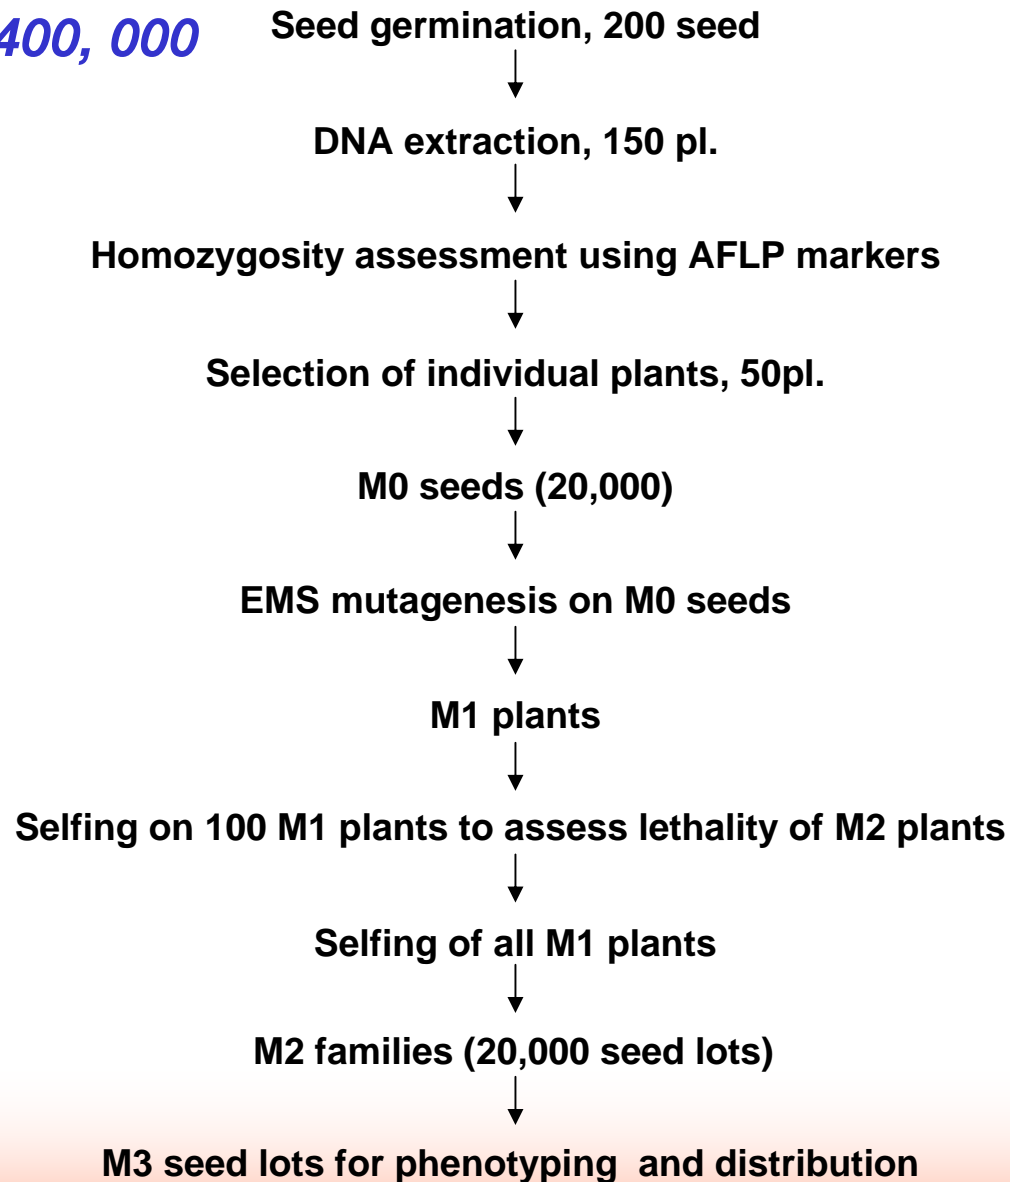 400, 000
Seed germination, 200 seed
DNA extraction, 150 pl.
Homozygosity assessment using AFLP markers
Selection of individual plants, 50pl.
M0 seeds (20,000)
EMS mutagenesis on M0 seeds
M1 plants
Selfing on 100 M1 plants to assess lethality of M2 plants
Selfing of all M1 plants
M2 families (20,000 seed lots)
M3 seed lots for phenotyping and distribution